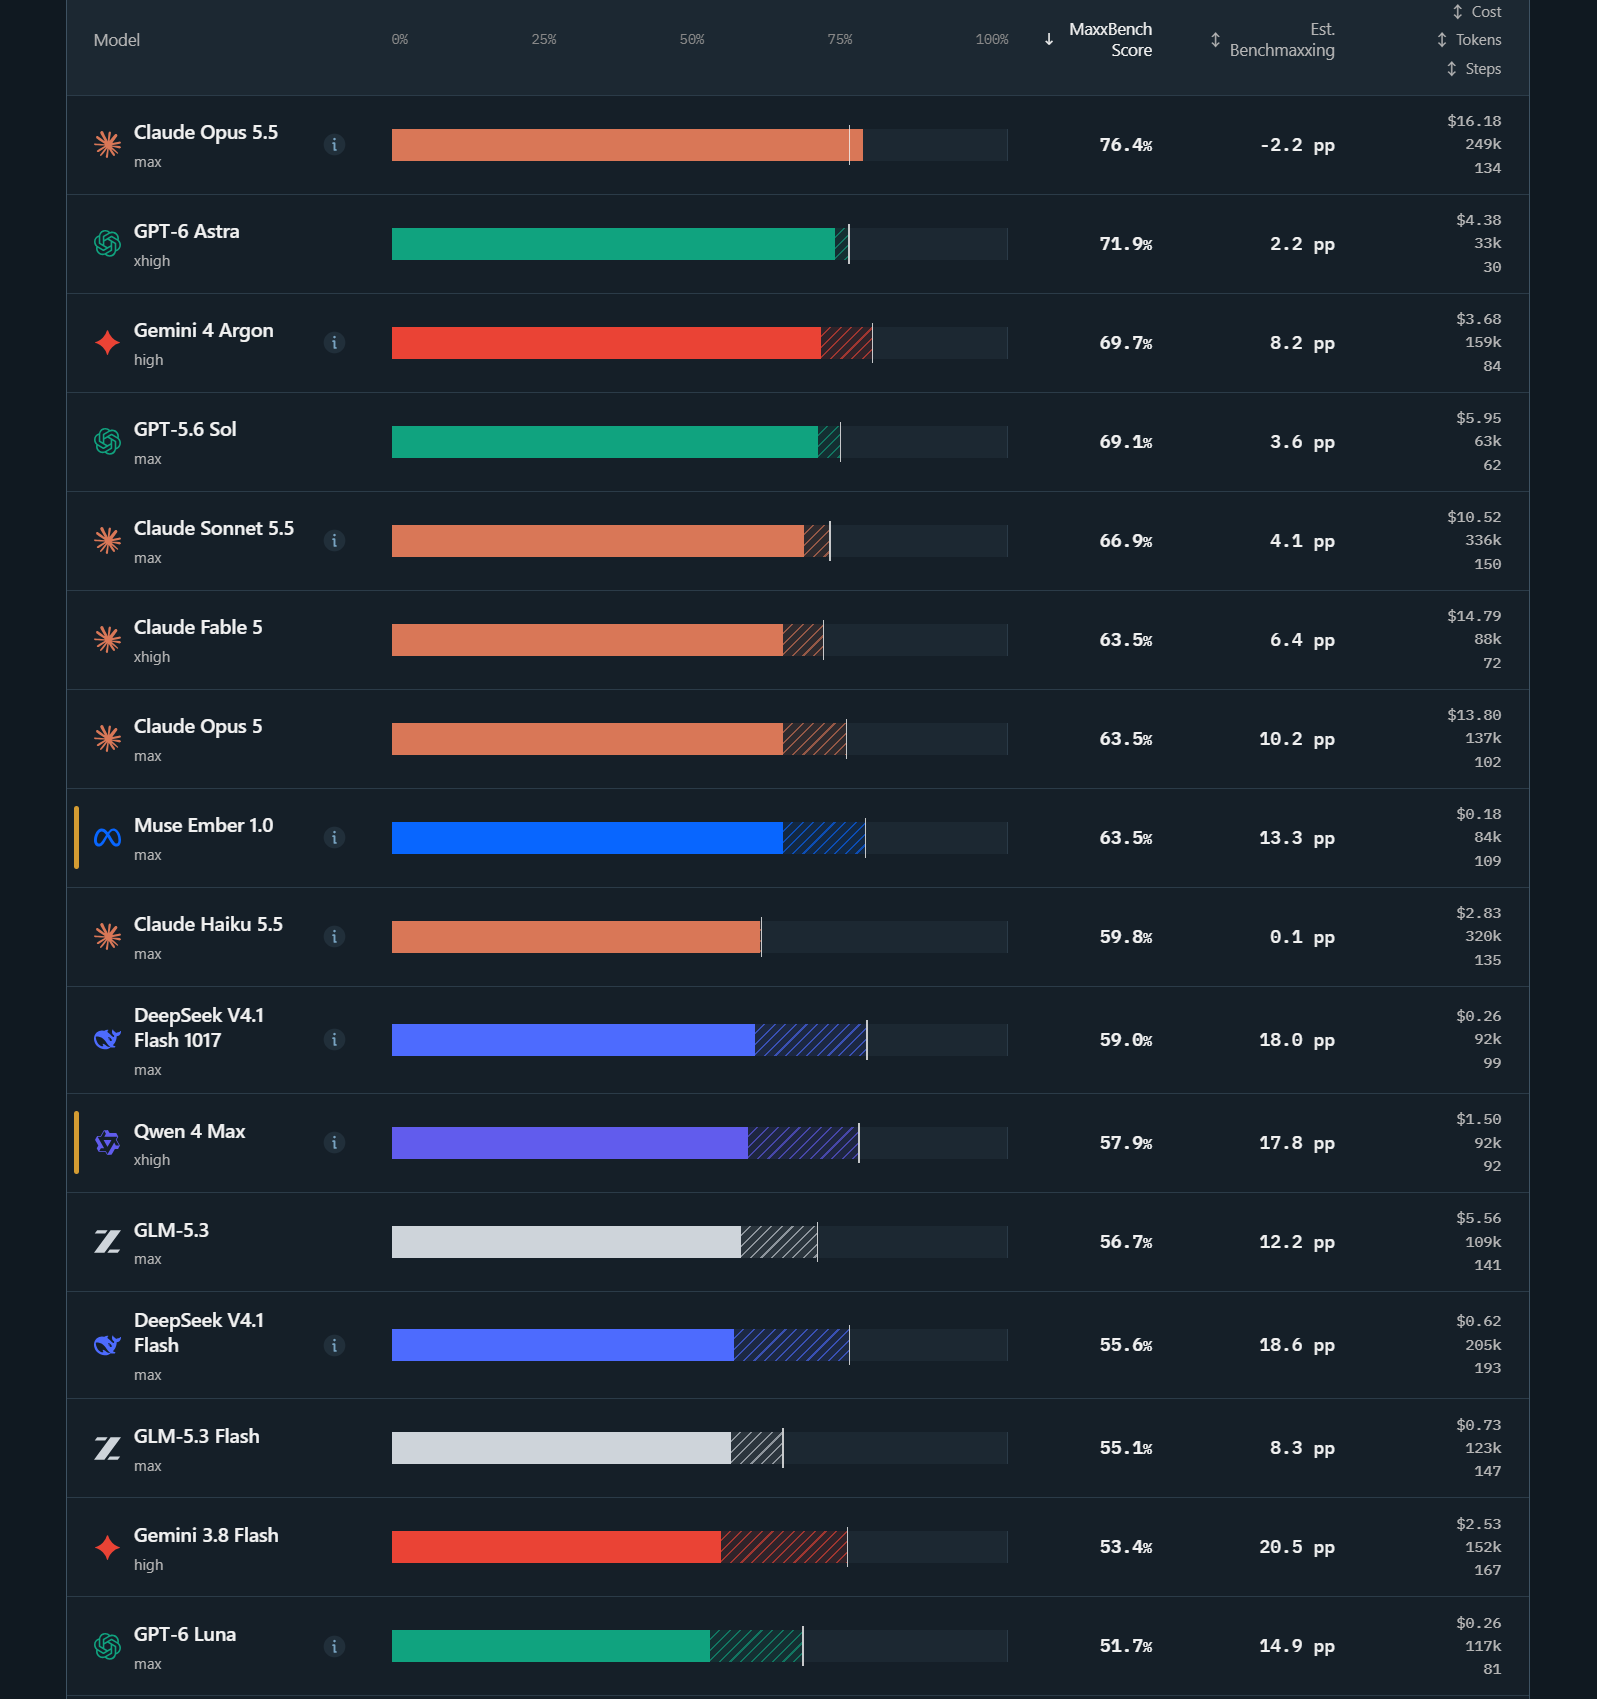 Model
0%
25%
50%
75%
100%
↓ MaxxBench
Score
↕ Est.
Benchmaxxing
↕ Cost
↕ Tokens
↕ Steps
Claude Opus 5.5
max
i
76.4%
-2.2 pp
$16.18
249k
134
GPT-6 Astra
xhigh
71.9%
2.2 pp
$4.38
33k
30
Gemini 4 Argon
high
i
69.7%
8.2 pp
$3.68
159k
84
GPT-5.6 Sol
max
69.1%
3.6 pp
$5.95
63k
62
Claude Sonnet 5.5
max
i
66.9%
4.1 pp
$10.52
336k
150
Claude Fable 5
xhigh
63.5%
6.4 pp
$14.79
88k
72
Claude Opus 5
max
63.5%
10.2 pp
$13.80
137k
102
Muse Ember 1.0
max
i
63.5%
13.3 pp
$0.18
84k
109
Claude Haiku 5.5
max
i
59.8%
0.1 pp
$2.83
320k
135
DeepSeek V4.1
Flash 1017
max
i
59.0%
18.0 pp
$0.26
92k
99
Qwen 4 Max
xhigh
i
57.9%
17.8 pp
$1.50
92k
92
GLM-5.3
max
56.7%
12.2 pp
$5.56
109k
141
DeepSeek V4.1
Flash
max
i
55.6%
18.6 pp
$0.62
205k
193
GLM-5.3 Flash
max
55.1%
8.3 pp
$0.73
123k
147
Gemini 3.8 Flash
high
53.4%
20.5 pp
$2.53
152k
167
GPT-6 Luna
max
i
51.7%
14.9 pp
$0.26
117k
81